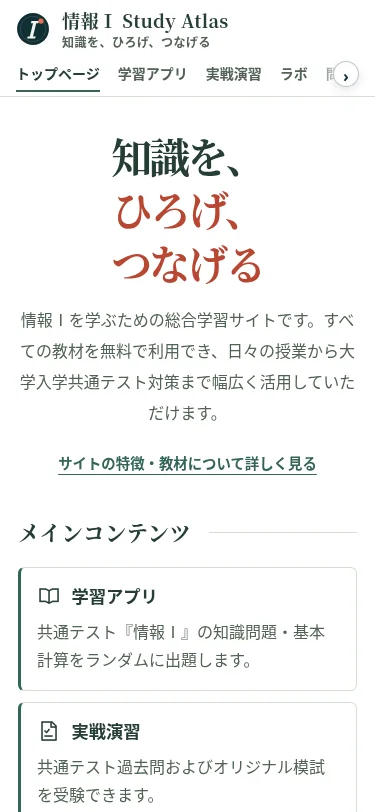 情報Ⅰ Study Atlas
知識を、ひろげ、つなげる
トップページ 学習アプリ 実戦演習 ラボ
知識を、
ひろげ、
つなげる
情報Ⅰを学ぶための総合学習サイトです。すべ
ての教材を無料で利用でき、日々の授業から大
学入学共通テスト対策まで幅広く活用していた
だけます。
サイトの特徴・教材について詳しく見る
メインコンテンツ
学習アプリ
共通テスト『情報Ⅰ』の知識問題・基本
計算をランダムに出題します。
実戦演習
共通テスト過去問およびオリジナル模試
を受験できます。